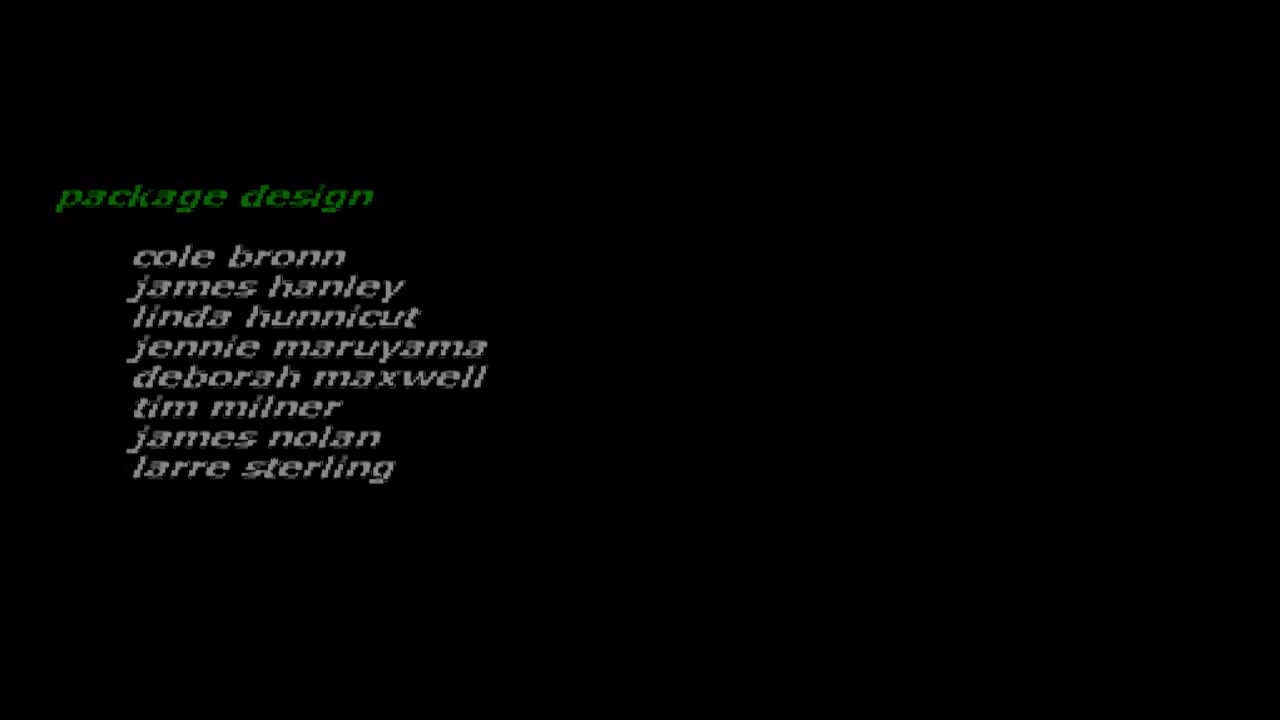 package design
cole bronn
james hanley
linda hunnicut
jennie maruyama
deborah maxwell
tim milner
james nolan
larre sterling